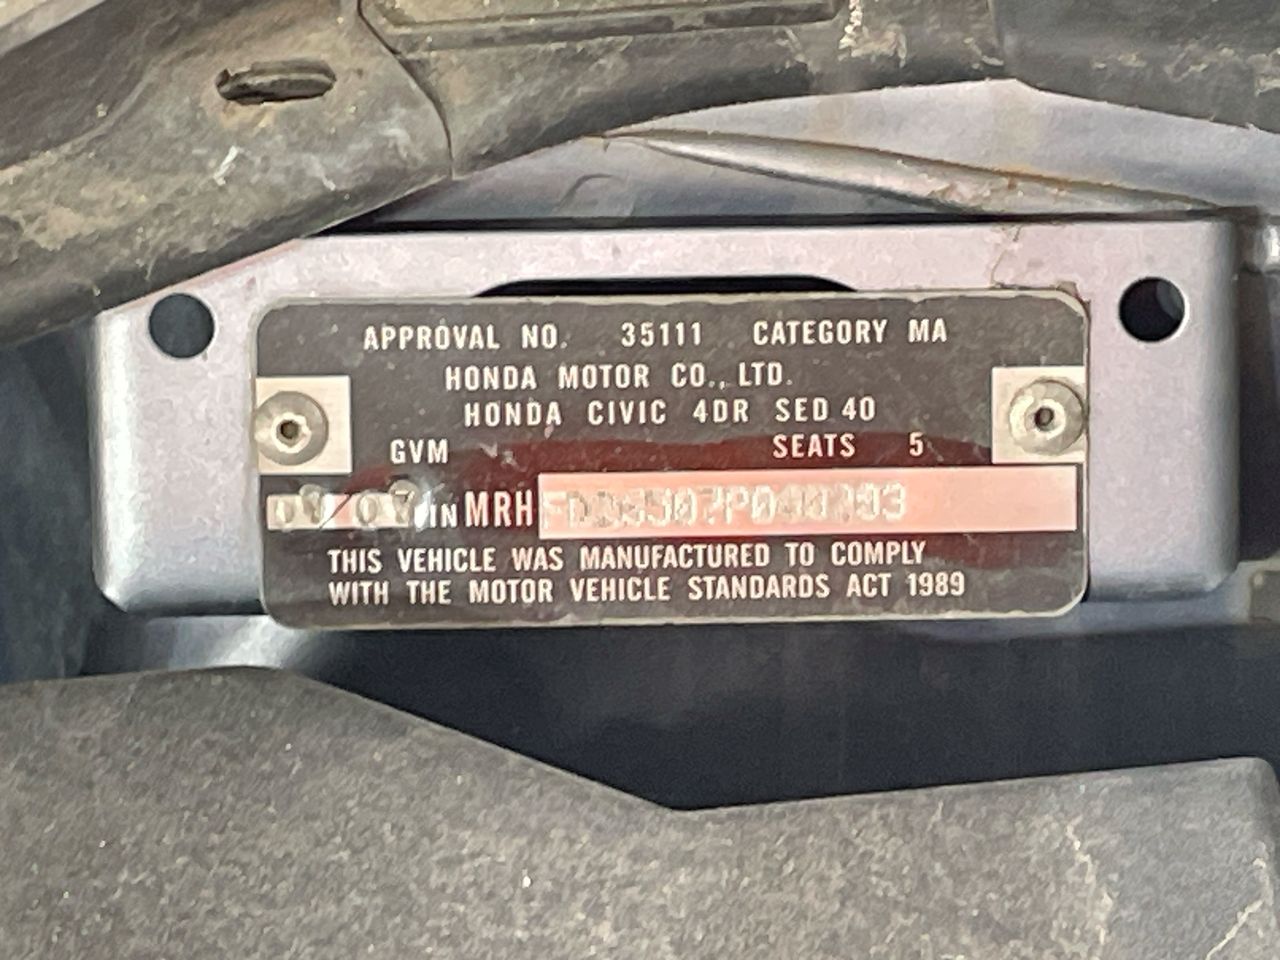 APPROVAL NO. 35111 CATEGORY MA
HONDA MOTOR CO., LTD.
HONDA CIVIC 4DR SED 40
GVM SEATS 5
IN MRH
THIS VEHICLE WAS MANUFACTURED TO COMPLY
WITH THE MOTOR VEHICLE STANDARDS ACT 1989